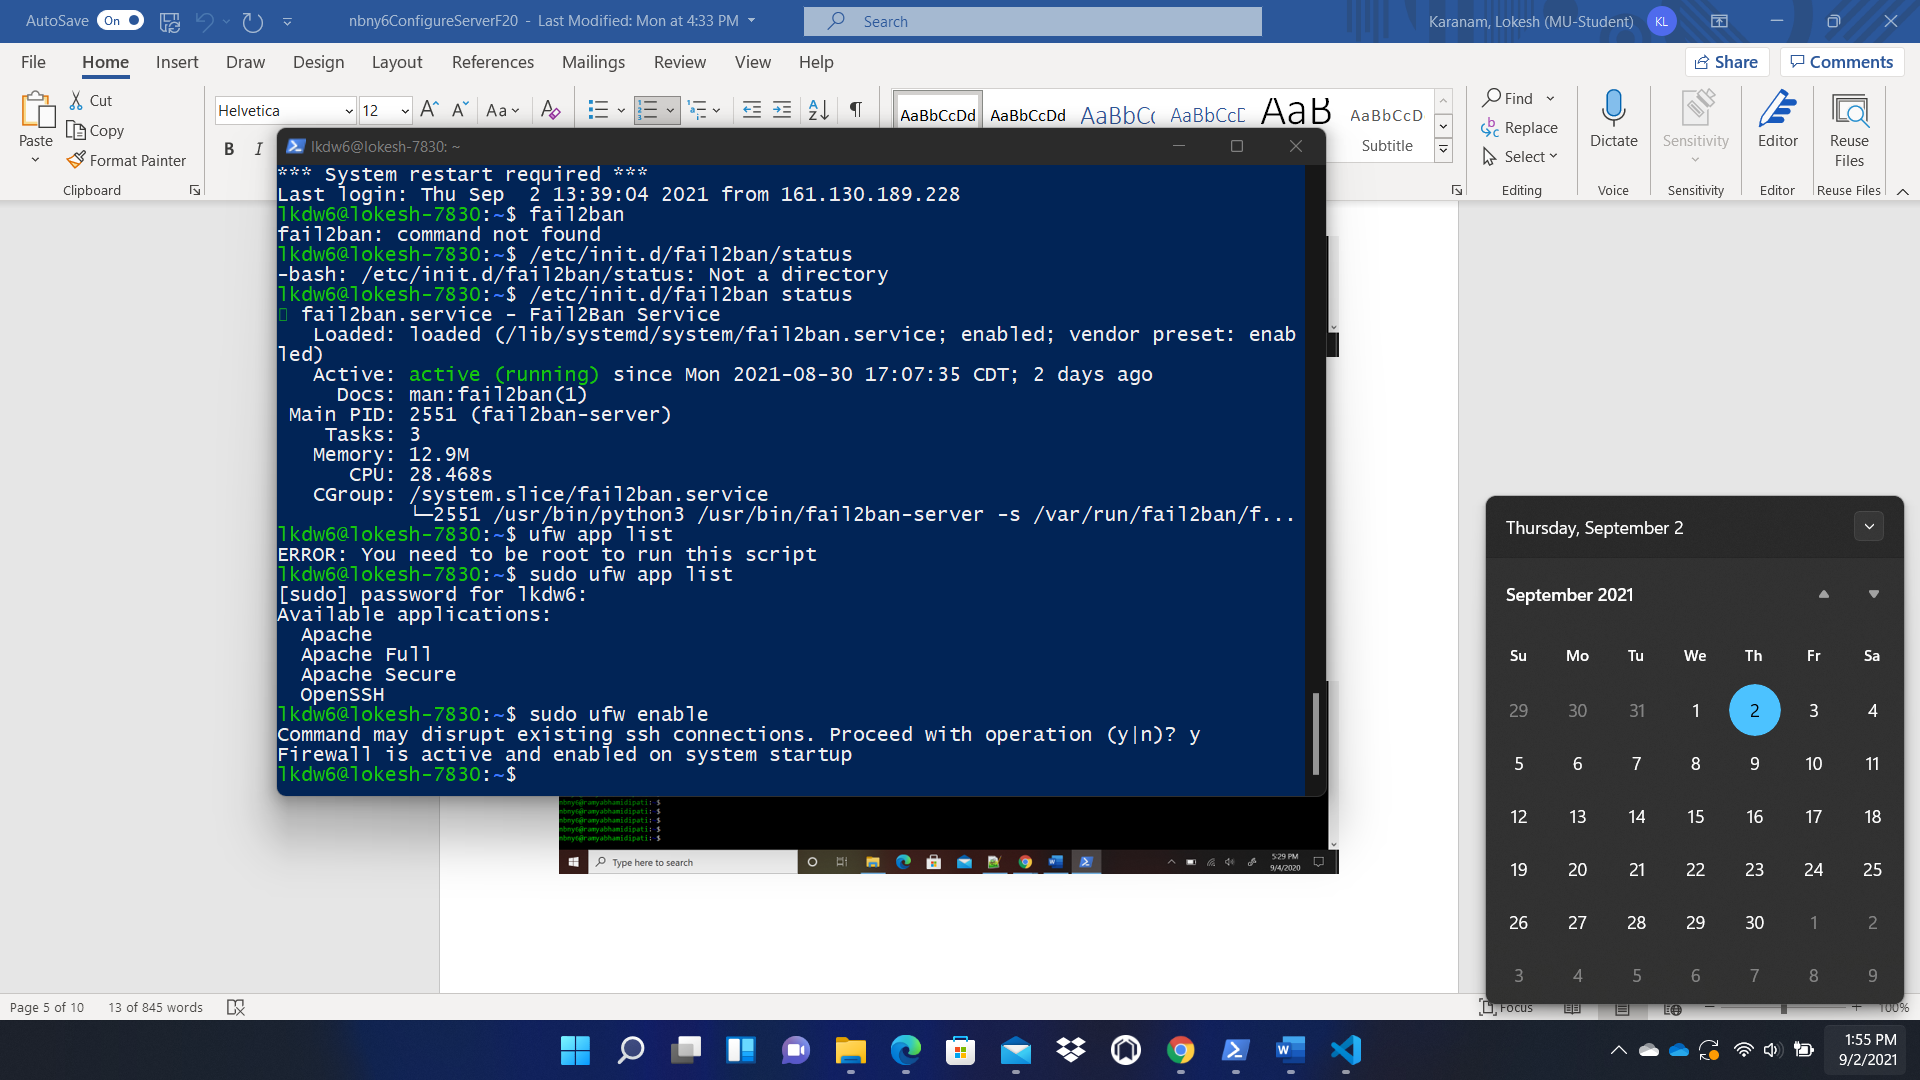 AutoSave On nbny6ConfigureServerF20 - Last Modified: Mon at 4:33 PM Search Karanam, Lokesh (MU-Student) KL
File Home Insert Draw Design Layout References Mailings Review View Help Share Comments
Paste Cut
Copy
Format Painter
Clipboard
Helvetica 12 Aa
B I
AaBbCcDd AaBbCcDd AaBbCc AaBbCcD AaB AaBbCcD
Subtitle
Find
Replace
Select
Editing
Dictate
Voice
Sensitivity
Sensitivity
Editor
Editor
Reuse
Files
Reuse Files
lkdw6@lokesh-7830: ~
*** System restart required ***
Last login: Thu Sep  2 13:39:04 2021 from 161.130.189.228
lkdw6@lokesh-7830:~$ fail2ban
fail2ban: command not found
lkdw6@lokesh-7830:~$ /etc/init.d/fail2ban/status
-bash: /etc/init.d/fail2ban/status: Not a directory
lkdw6@lokesh-7830:~$ /etc/init.d/fail2ban status
fail2ban.service - Fail2Ban Service
Loaded: loaded (/lib/systemd/system/fail2ban.service; enabled; vendor preset: enab
led)
Active: active (running) since Mon 2021-08-30 17:07:35 CDT; 2 days ago
Docs: man:fail2ban(1)
Main PID: 2551 (fail2ban-server)
Tasks: 3
Memory: 12.9M
CPU: 28.468s
CGroup: /system.slice/fail2ban.service
└─2551 /usr/bin/python3 /usr/bin/fail2ban-server -s /var/run/fail2ban/f...
lkdw6@lokesh-7830:~$ ufw app list
ERROR: You need to be root to run this script
lkdw6@lokesh-7830:~$ sudo ufw app list
[sudo] password for lkdw6:
Available applications:
Apache
Apache Full
Apache Secure
OpenSSH
lkdw6@lokesh-7830:~$ sudo ufw enable
Command may disrupt existing ssh connections. Proceed with operation (y|n)? y
Firewall is active and enabled on system startup
lkdw6@lokesh-7830:~$
nbny6@ramyabhamidipati: $
nbny6@ramyabhamidipati: $
nbny6@ramyabhamidipati: $
nbny6@ramyabhamidipati: $
nbny6@ramyabhamidipati: $
Type here to search
5:29 PM
9/4/2020
Thursday, September 2
September 2021
Su Mo Tu We Th Fr Sa
29 30 31 1 2 3 4
5 6 7 8 9 10 11
12 13 14 15 16 17 18
19 20 21 22 23 24 25
26 27 28 29 30 1 2
3 4 5 6 7 8 9
Page 5 of 10 13 of 845 words Focus 100%
1:55 PM
9/2/2021